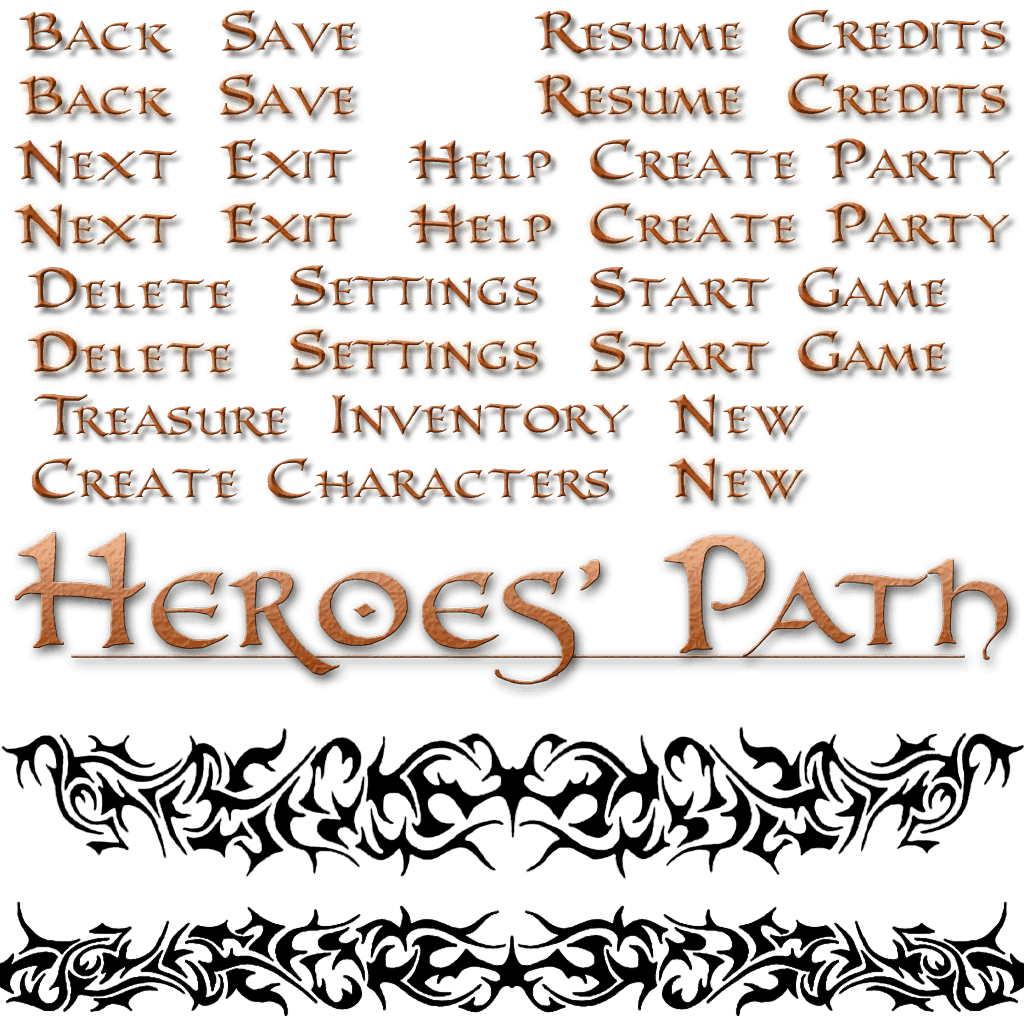 Back Save Resume Credits
Back Save Resume Credits
Next Exit Help Create Party
Next Exit Help Create Party
Delete Settings Start Game
Delete Settings Start Game
Treasure Inventory New
Create Characters New
Heroes' Path